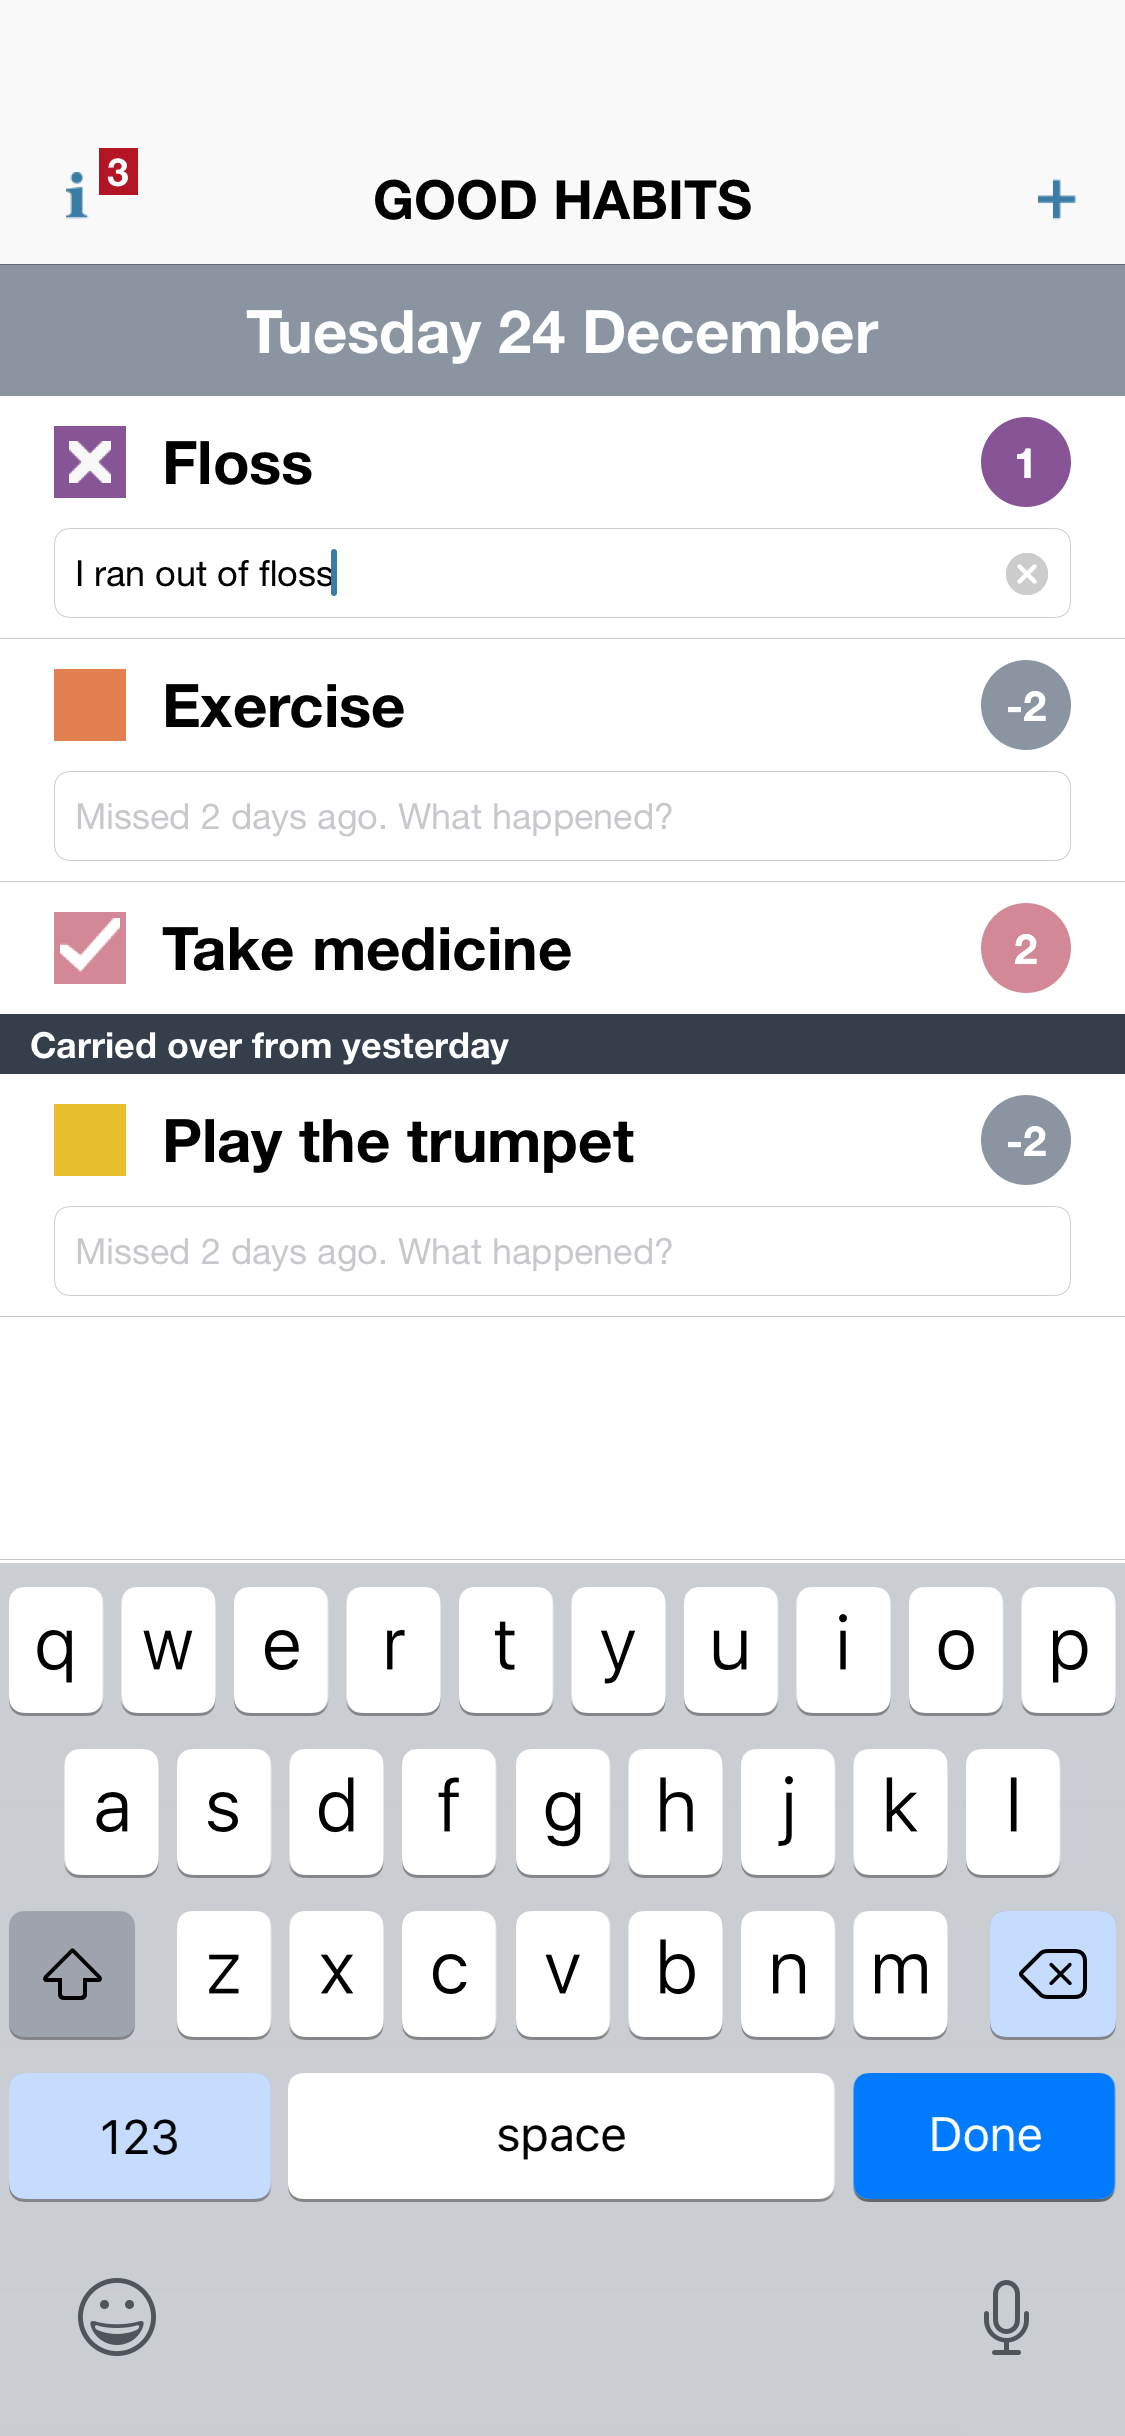 i 3
GOOD HABITS
+
Tuesday 24 December
Floss
1
I ran out of floss
Exercise
-2
Missed 2 days ago. What happened?
Take medicine
2
Carried over from yesterday
Play the trumpet
-2
Missed 2 days ago. What happened?
q w e r t y u i o p
a s d f g h j k l
z x c v b n m
123 space Done